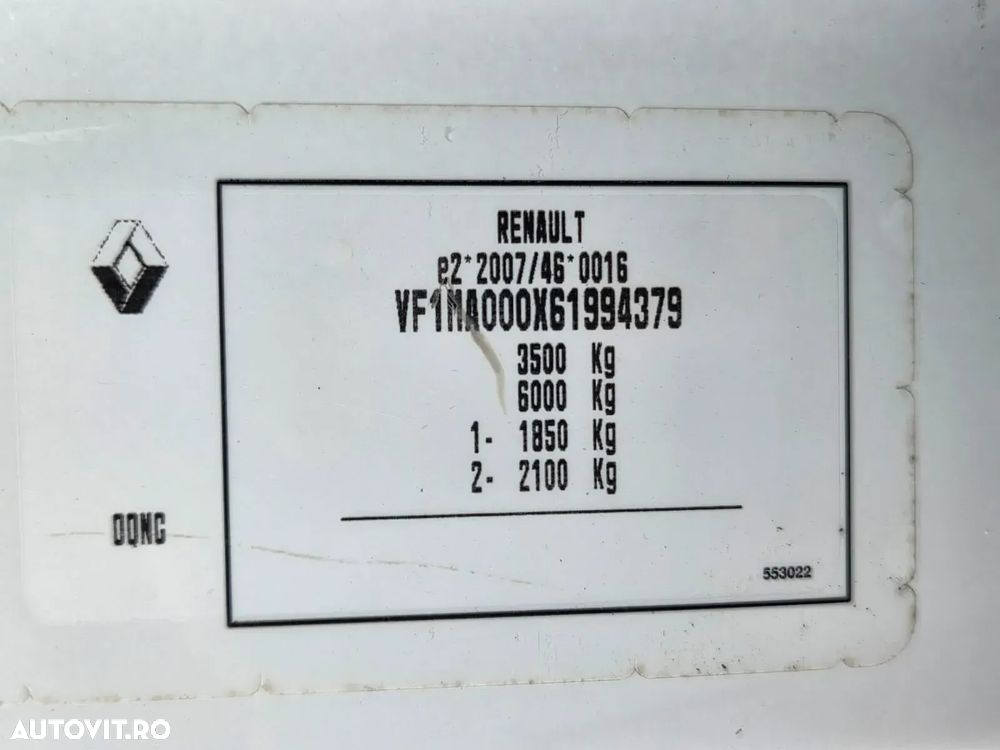 RENAULT
e2*2007/46*0016
VF1MA000X61994379
3500 Kg
6000 Kg
1- 1850 Kg
2- 2100 Kg
OQNG
553022
AUTOVIT.RO